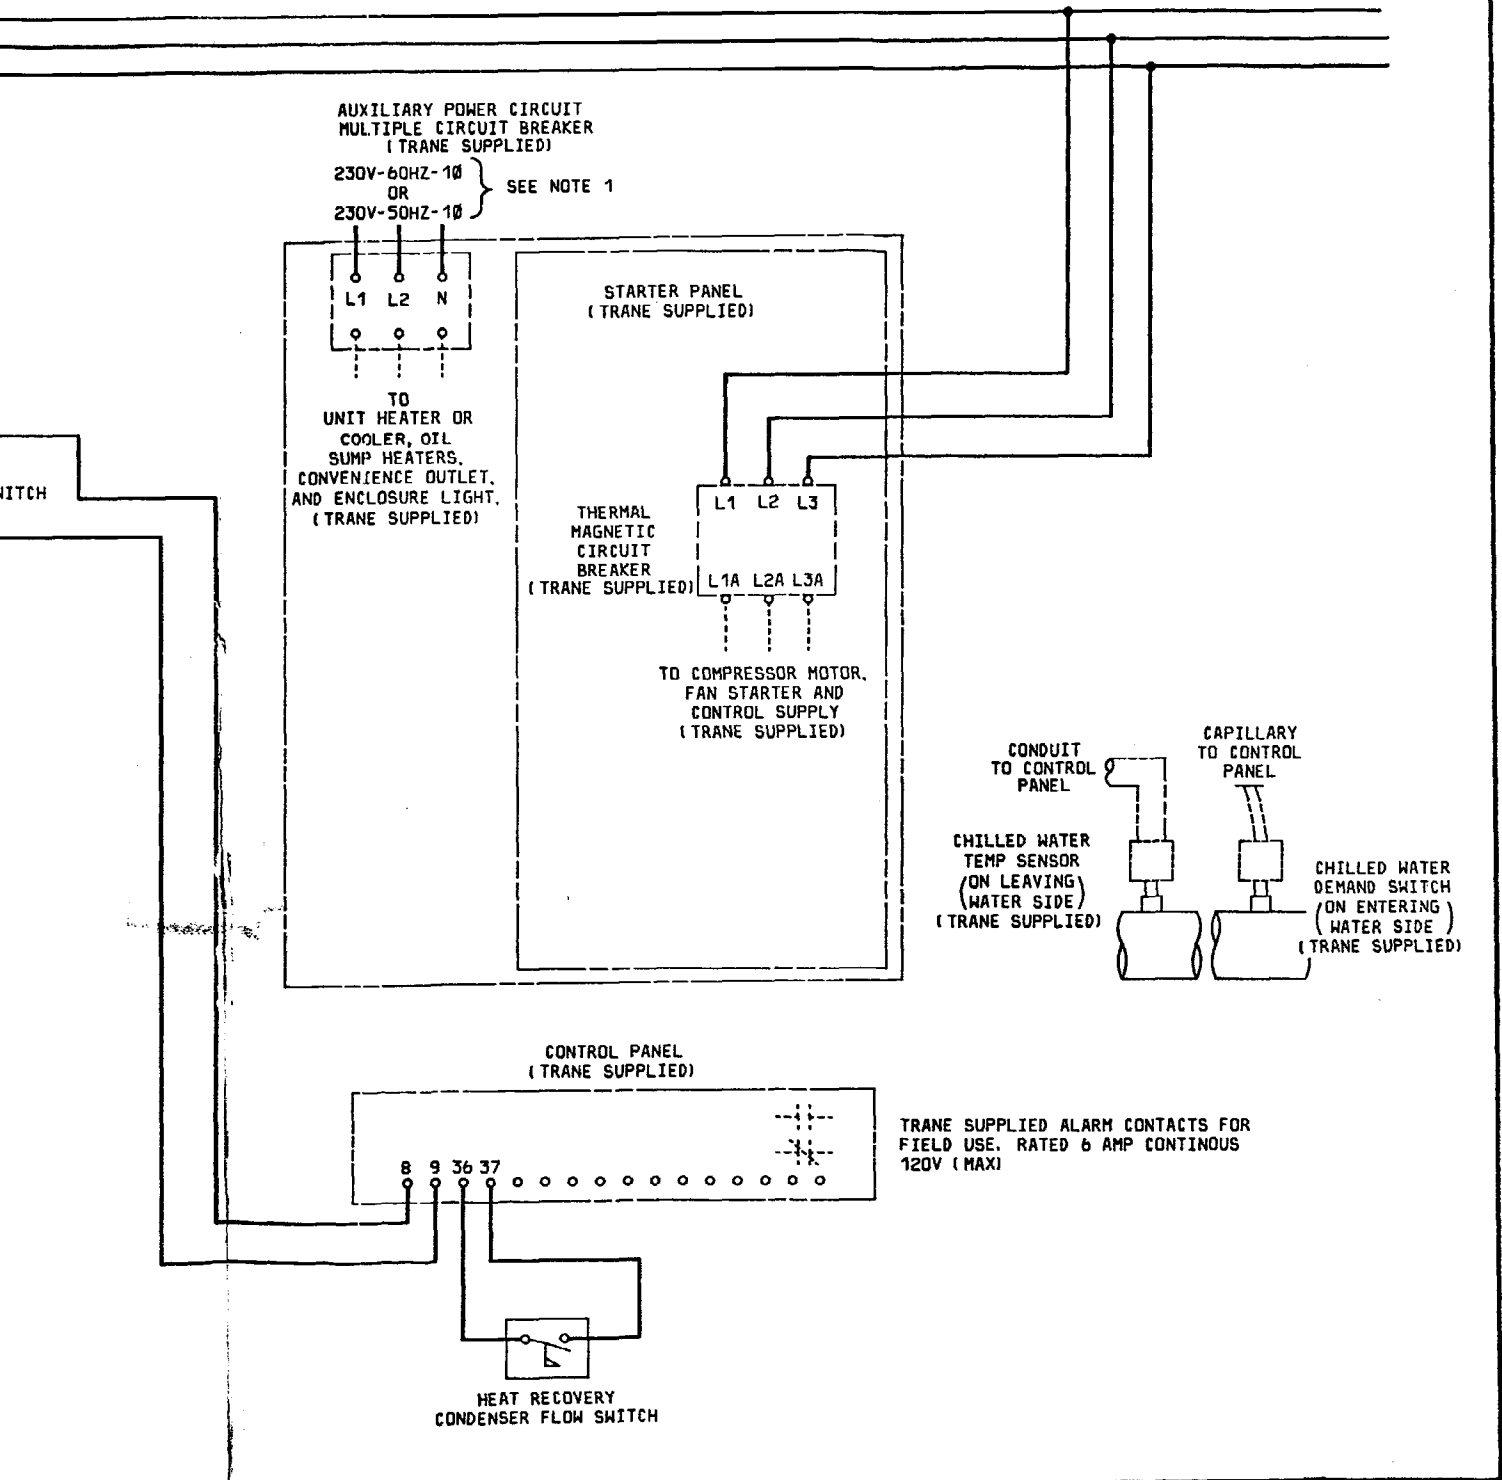 AUXILIARY POWER CIRCUIT
MULTIPLE CIRCUIT BREAKER
(TRANE SUPPLIED)
230V-60HZ-1Ø
OR
230V-50HZ-1Ø
SEE NOTE 1
L1 L2 N
TO
UNIT HEATER OR
COOLER, OIL
SUMP HEATERS,
CONVENIENCE OUTLET,
AND ENCLOSURE LIGHT.
(TRANE SUPPLIED)
STARTER PANEL
(TRANE SUPPLIED)
THERMAL
MAGNETIC
CIRCUIT
BREAKER
(TRANE SUPPLIED)
L1 L2 L3
L1A L2A L3A
TO COMPRESSOR MOTOR,
FAN STARTER AND
CONTROL SUPPLY
(TRANE SUPPLIED)
CONDUIT
TO CONTROL
PANEL
CAPILLARY
TO CONTROL
PANEL
CHILLED WATER
TEMP SENSOR
(ON LEAVING
WATER SIDE)
(TRANE SUPPLIED)
CHILLED WATER
DEMAND SWITCH
(ON ENTERING
WATER SIDE)
(TRANE SUPPLIED)
CONTROL PANEL
(TRANE SUPPLIED)
8 9 36 37
TRANE SUPPLIED ALARM CONTACTS FOR
FIELD USE. RATED 6 AMP CONTINOUS
120V (MAX)
HEAT RECOVERY
CONDENSER FLOW SWITCH